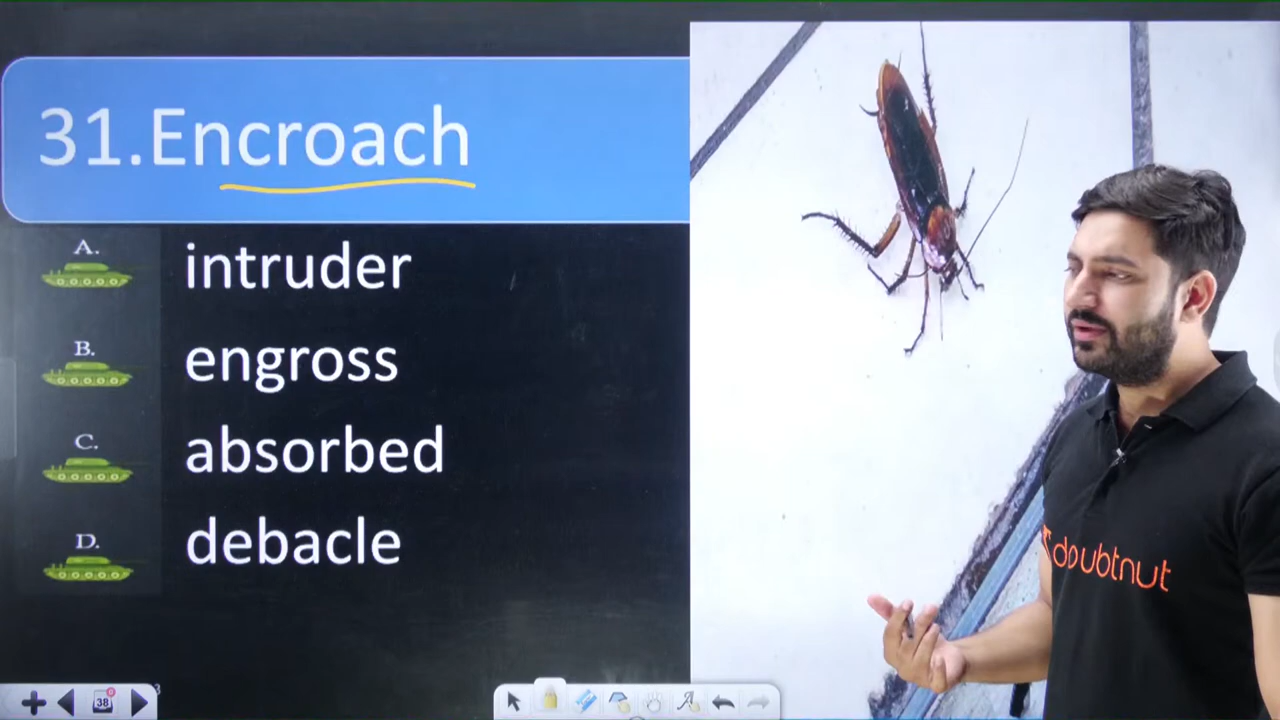 31.Encroach
A.
intruder
B.
engross
C.
absorbed
D.
debacle
doubtnut
38